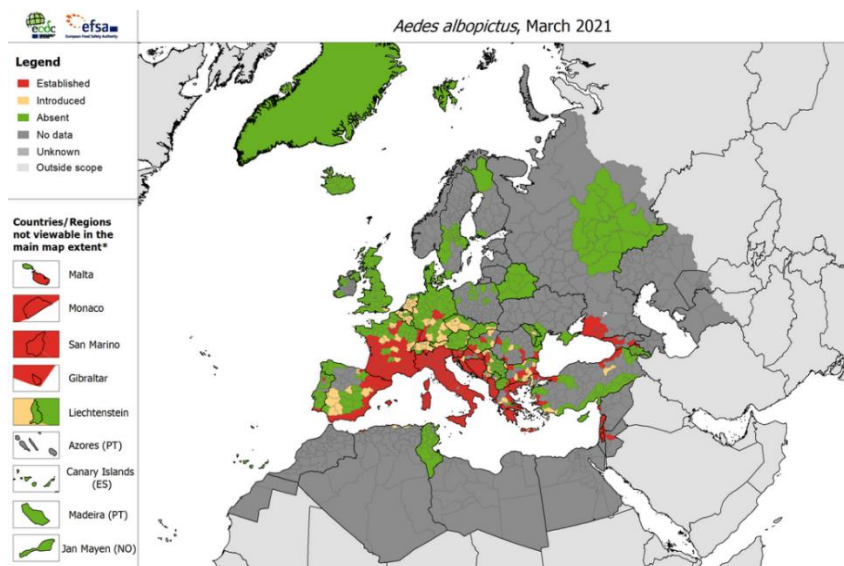 ecdc
efsa
European Food Safety Authority
Aedes albopictus, March 2021
Legend
Established
Introduced
Absent
No data
Unknown
Outside scope
Countries/Regions
not viewable in the
main map extent*
Malta
Monaco
San Marino
Gibraltar
Liechtenstein
Azores (PT)
Canary Islands
(ES)
Madeira (PT)
Jan Mayen (NO)